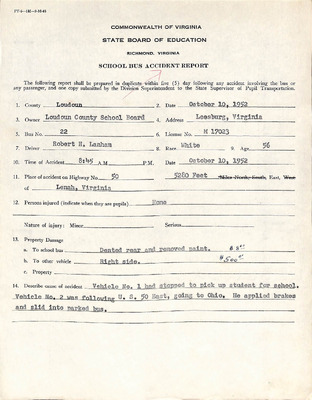 COMMONWEALTH OF VIRGINIA
STATE BOARD OF EDUCATION
RICHMOND, VIRGINIA
SCHOOL BUS ACCIDENT REPORT
The following report shall be prepared in duplicate within five (5) day following any accident involving the bus or
any passenger, and one copy submitted by the Division Superintendent to the State Supervisor of Pupil Transportation.
1. County Loudoun 2. Date October 10, 1952
3. Owner Loudoun County School Board 4. Address Leesburg, Virginia
5. Bus No. 22 6. License No. H 17023
7. Driver Robert H. Lanham 8. Race White 9. Age 56
10. Time of Accident 8:45 A M P.M. Date October 10, 1952
11. Place of accident on Highway No. 50 5280 Feet Miles North, South, East, West
of Lenah, Virginia
12. Persons injured (indicate when they are pupils) None
Nature of injury: Minor Serious
13. Property Damage
a. To school bus Dented rear and removed paint.
b. To other vehicle Right side. $500
c. Property
14. Describe cause of accident Vehicle No. 1 had stopped to pick up student for school.
Vehicle No. 2 was following U. S. 50 East, going to Ohio. He applied brakes
and slid into marked bus.